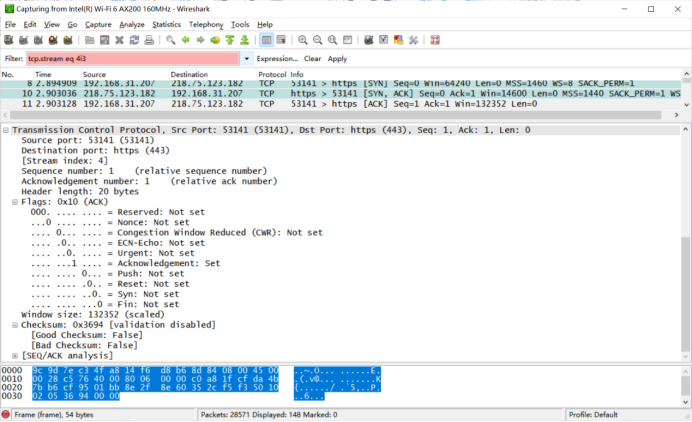 Capturing from Intel(R) Wi-Fi 6 AX200 160MHz - Wireshark
File Edit View Go Capture Analyze Statistics Telephony Tools Help
Filter: tcp.stream eq 4i3 Expression... Clear Apply
No. Time Source Destination Protocol Info
8 2.894909 192.168.31.207 218.75.123.182 TCP 53141 > https [SYN] Seq=0 Win=64240 Len=0 MSS=1460 WS=8 SACK_PERM=1
10 2.903036 218.75.123.182 192.168.31.207 TCP https > 53141 [SYN, ACK] Seq=0 Ack=1 Win=14600 Len=0 MSS=1440 SACK_PERM=1 WS
11 2.903128 192.168.31.207 218.75.123.182 TCP 53141 > https [ACK] Seq=1 Ack=1 Win=132352 Len=0
Transmission Control Protocol, Src Port: 53141 (53141), Dst Port: https (443), Seq: 1, Ack: 1, Len: 0
Source port: 53141 (53141)
Destination port: https (443)
[Stream index: 4]
Sequence number: 1 (relative sequence number)
Acknowledgement number: 1 (relative ack number)
Header length: 20 bytes
Flags: 0x10 (ACK)
000. .... .... = Reserved: Not set
...0 .... .... = Nonce: Not set
.... 0... .... = Congestion Window Reduced (CWR): Not set
.... .0.. .... = ECN-Echo: Not set
.... ..0. .... = Urgent: Not set
.... ...1 .... = Acknowledgement: Set
.... .... 0... = Push: Not set
.... .... .0.. = Reset: Not set
.... .... ..0. = Syn: Not set
.... .... ...0 = Fin: Not set
Window size: 132352 (scaled)
Checksum: 0x3694 [validation disabled]
[Good Checksum: False]
[Bad Checksum: False]
[SEQ/ACK analysis]
0000 9c 9d 7e c3 4f a8 14 f6 d8 b6 8d 84 08 00 45 00 ..~.O... ......E.
0010 00 28 c5 76 40 00 80 06 00 00 c0 a8 1f cf da 4b .(.v@... .......K
0020 7b b6 cf 95 01 bb 8e 2f 8e 60 35 2c f5 f3 50 10 {....../ .`5,..P.
0030 02 05 36 94 00 00 ..6...
Frame (frame), 54 bytes Packets: 28571 Displayed: 148 Marked: 0 Profile: Default